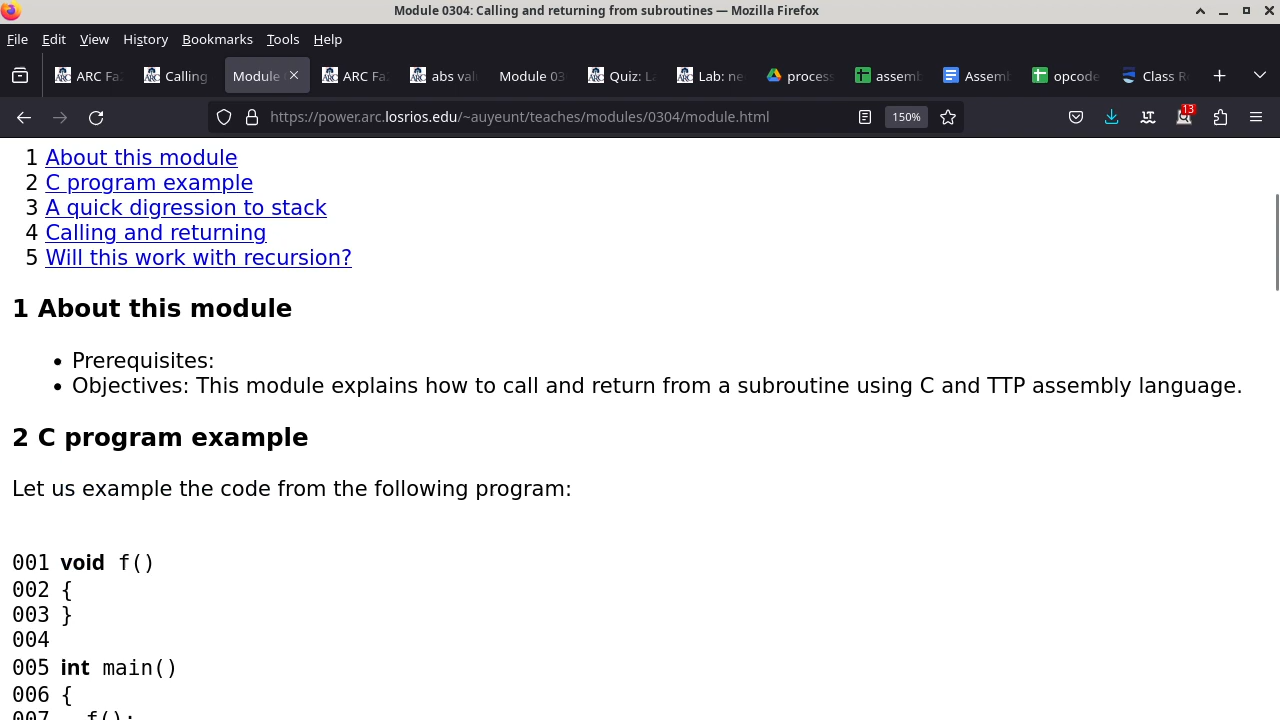 Module 0304: Calling and returning from subroutines — Mozilla Firefox
File Edit View History Bookmarks Tools Help
ARC Fa Calling Module ARC Fa abs val Module 03 Quiz: L Lab: ne process assemb Assem opcode Class R
https://power.arc.losrios.edu/~auyeunt/teaches/modules/0304/module.html 150% 13
1 About this module
2 C program example
3 A quick digression to stack
4 Calling and returning
5 Will this work with recursion?
1 About this module
• Prerequisites:
• Objectives: This module explains how to call and return from a subroutine using C and TTP assembly language.
2 C program example
Let us example the code from the following program:
001 void f()
002 {
003 }
004
005 int main()
006 {
007 f();